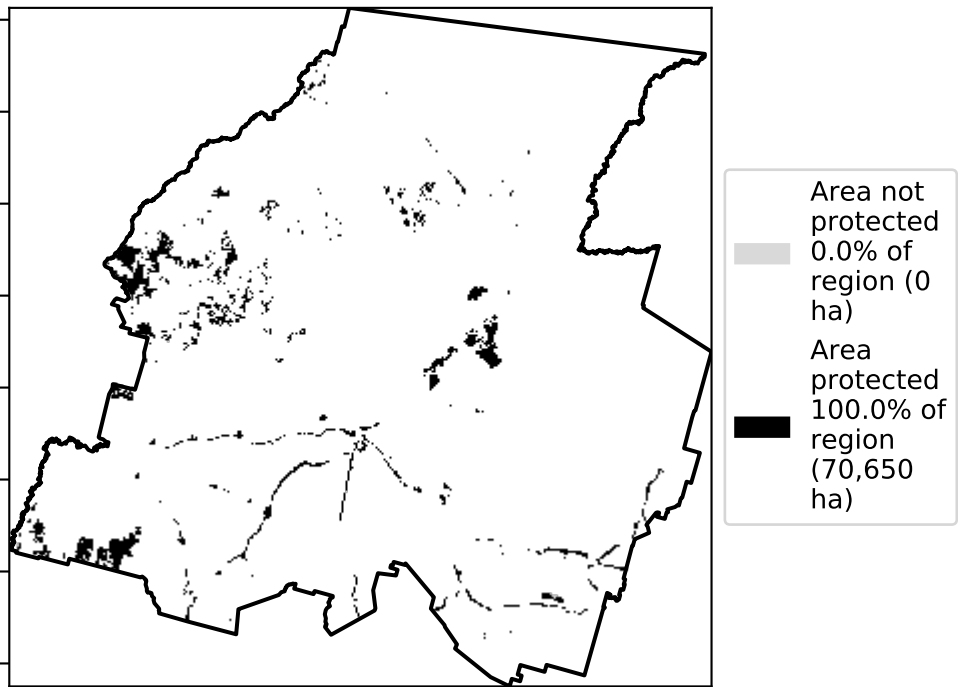 Area not
protected
0.0% of
region (0
ha)
Area
protected
100.0% of
region
(70,650
ha)